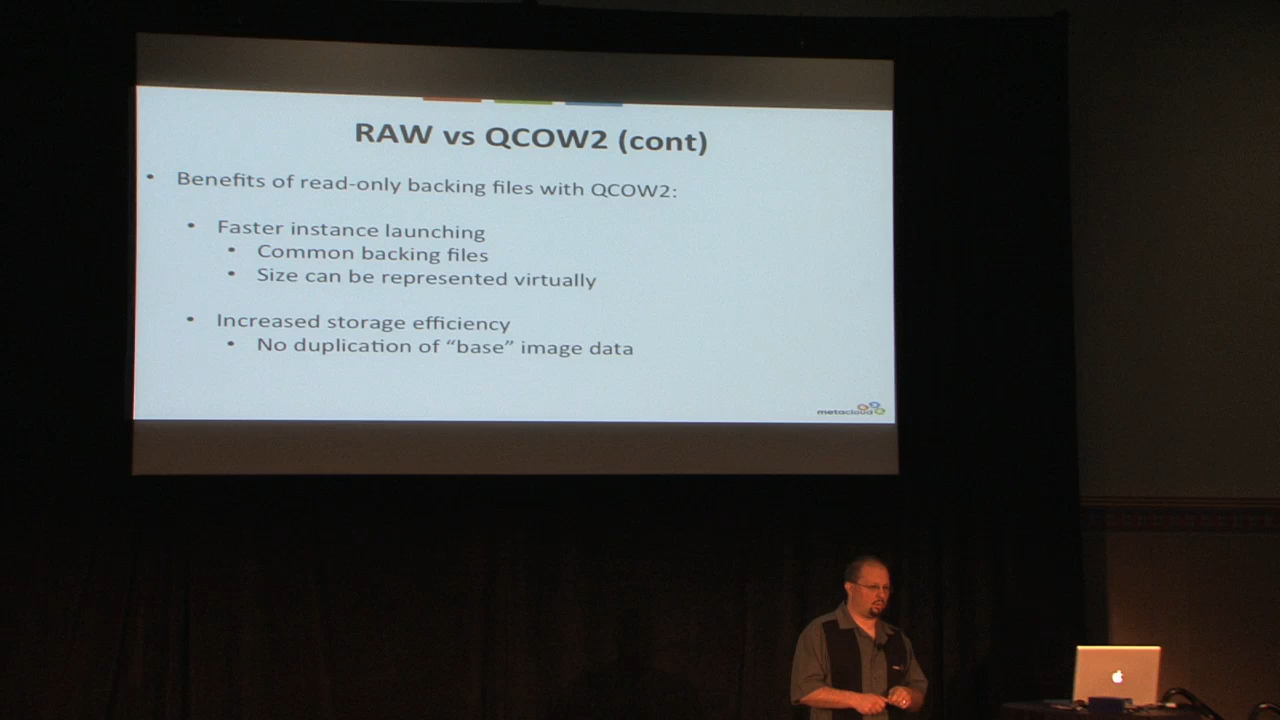 RAW vs QCOW2 (cont)
• Benefits of read-only backing files with QCOW2:
• Faster instance launching
• Common backing files
• Size can be represented virtually
• Increased storage efficiency
• No duplication of “base” image data
metacloud